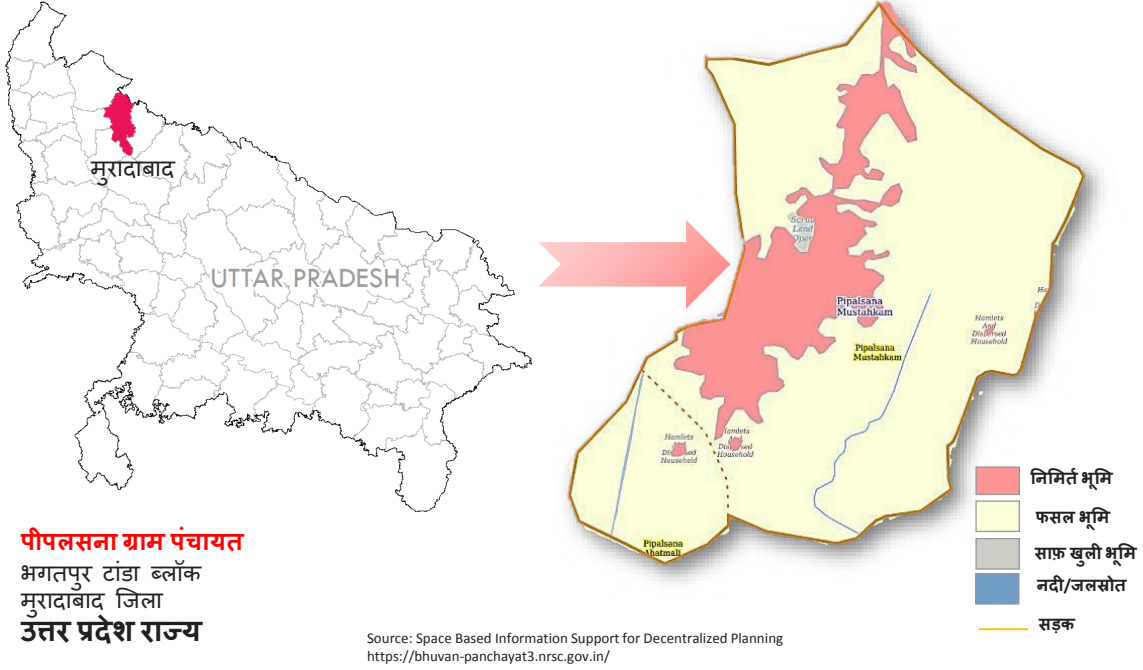 मुरादाबाद
UTTAR PRADESH
पीपलसना ग्राम पंचायत
भगतपुर टांडा ब्लॉक
मुरादाबाद जिला
उत्तर प्रदेश राज्य
Scrub
Land
Open
Pipalsana
Mustahkam
Pipalsana
Mustahkam
Hamlets
And
Dispersed
Household
Hamlets
And
Dispersed
Household
Hamlets
And
Dispersed
Household
Pipalsana
Ahatmali
निमिर्त भूमि
फसल भूमि
साफ़ खुली भूमि
नदी/जलस्रोत
सड़क
Source: Space Based Information Support for Decentralized Planning
https://bhuvan-panchayat3.nrsc.gov.in/